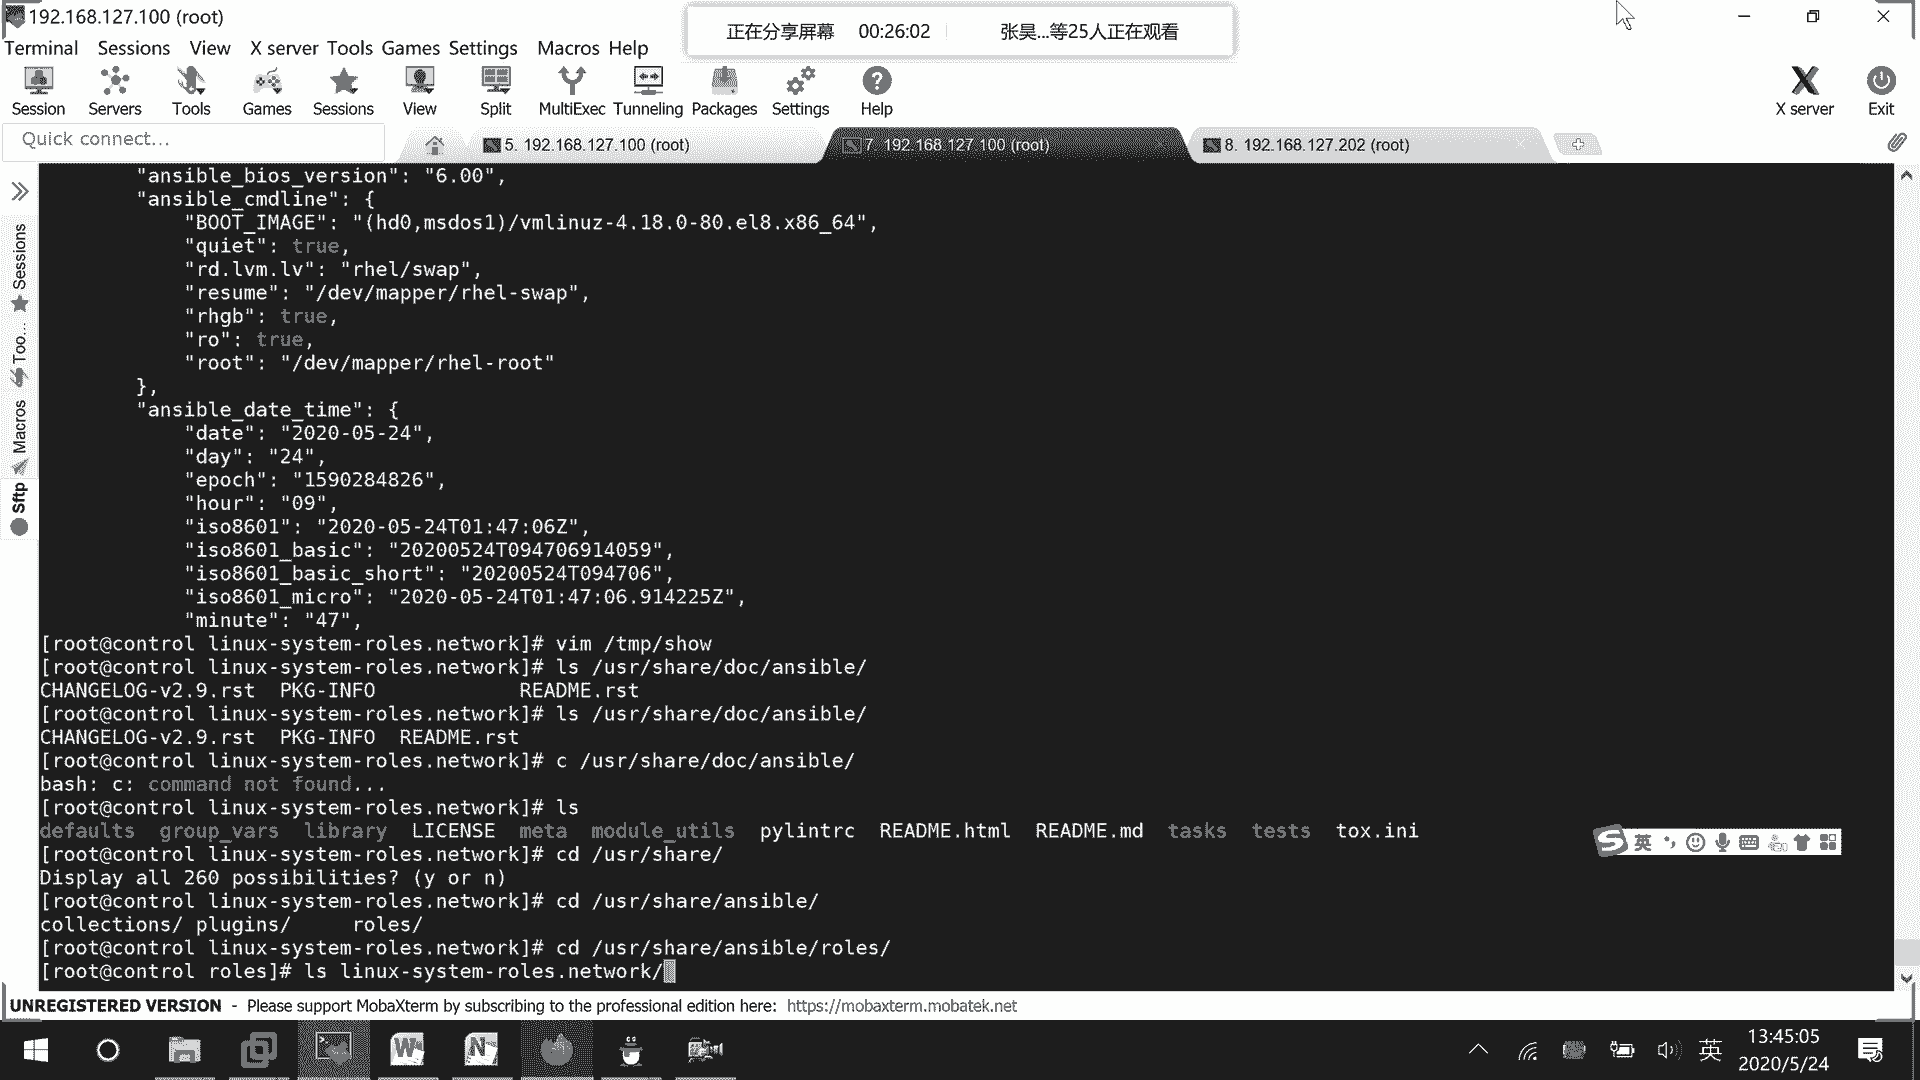 192.168.127.100 (root)
正在分享屏幕 00:26:02 张昊...等25人正在观看
Terminal Sessions View X server Tools Games Settings Macros Help
Session Servers Tools Games Sessions View Split MultiExec Tunneling Packages Settings Help X server Exit
Quick connect...
5. 192.168.127.100 (root)
7. 192.168.127.100 (root)
8. 192.168.127.202 (root)
Sessions
Too...
Macros
Sftp
"ansible_bios_version": "6.00",
"ansible_cmdline": {
"BOOT_IMAGE": "(hd0,msdos1)/vmlinuz-4.18.0-80.el8.x86_64",
"quiet": true,
"rd.lvm.lv": "rhel/swap",
"resume": "/dev/mapper/rhel-swap",
"rhgb": true,
"ro": true,
"root": "/dev/mapper/rhel-root"
},
"ansible_date_time": {
"date": "2020-05-24",
"day": "24",
"epoch": "1590284826",
"hour": "09",
"iso8601": "2020-05-24T01:47:06Z",
"iso8601_basic": "20200524T094706914059",
"iso8601_basic_short": "20200524T094706",
"iso8601_micro": "2020-05-24T01:47:06.914225Z",
"minute": "47",
[root@control linux-system-roles.network]# vim /tmp/show
[root@control linux-system-roles.network]# ls /usr/share/doc/ansible/
CHANGELOG-v2.9.rst PKG-INFO README.rst
[root@control linux-system-roles.network]# ls /usr/share/doc/ansible/
CHANGELOG-v2.9.rst PKG-INFO README.rst
[root@control linux-system-roles.network]# c /usr/share/doc/ansible/
bash: c: command not found...
[root@control linux-system-roles.network]# ls
defaults group_vars library LICENSE meta module_utils pylintrc README.html README.md tasks tests tox.ini
[root@control linux-system-roles.network]# cd /usr/share/
Display all 260 possibilities? (y or n)
[root@control linux-system-roles.network]# cd /usr/share/ansible/
collections/ plugins/ roles/
[root@control linux-system-roles.network]# cd /usr/share/ansible/roles/
[root@control roles]# ls linux-system-roles.network/
英
UNREGISTERED VERSION - Please support MobaXterm by subscribing to the professional edition here: https://mobaxterm.mobatek.net
英 13:45:05
2020/5/24